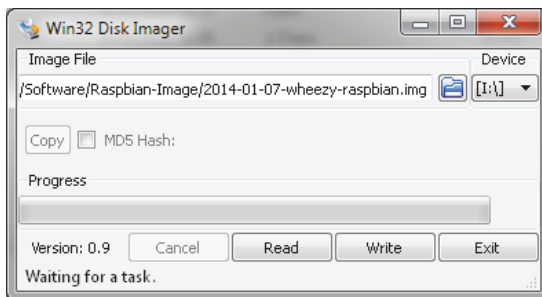 Win32 Disk Imager
Image File
Device
/Software/Raspbian-Image/2014-01-07-wheezy-raspbian.img
[I:\]
Copy
MD5 Hash:
Progress
Version: 0.9
Cancel
Read
Write
Exit
Waiting for a task.